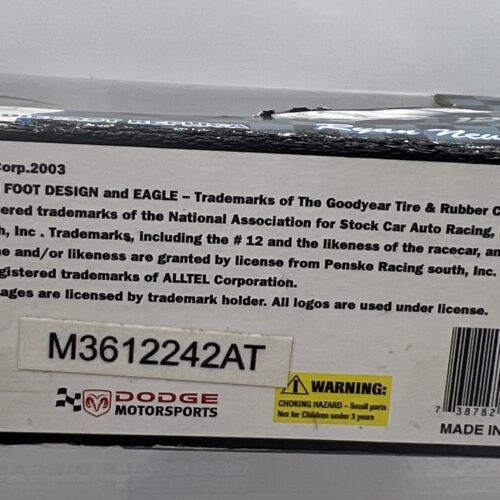 Ryan New
Corp.2003
FOOT DESIGN and EAGLE – Trademarks of The Goodyear Tire & Rubber C
ered trademarks of the National Association for Stock Car Auto Racing,
h, Inc . Trademarks, including the # 12 and the likeness of the racecar, an
ne and/or likeness are granted by license from Penske Racing south, Inc.
egistered trademarks of ALLTEL Corporation.
ages are licensed by trademark holder. All logos are used under license.
M3612242AT
DODGE
MOTORSPORTS
WARNING:
CHOKING HAZARD – Small parts
Not for Children under 3 years
7 38782
MADE IN